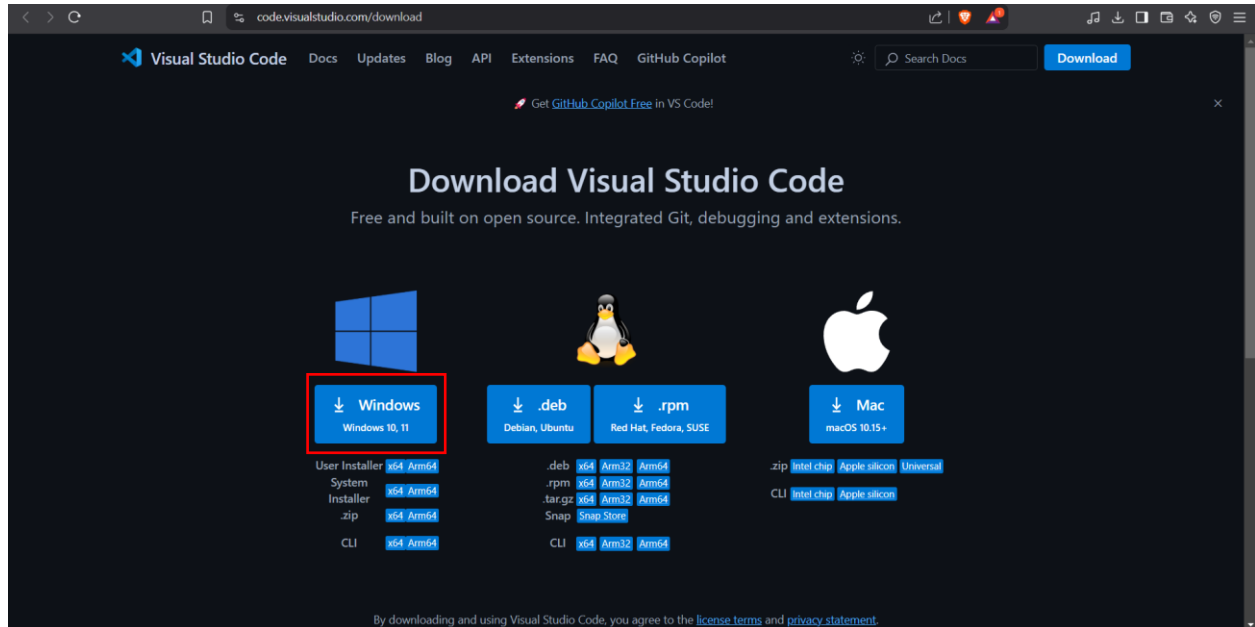 code.visualstudio.com/download
Visual Studio Code Docs Updates Blog API Extensions FAQ GitHub Copilot Search Docs Download
🚀 Get GitHub Copilot Free in VS Code!
Download Visual Studio Code
Free and built on open source. Integrated Git, debugging and extensions.
Windows
Windows 10, 11
.deb
Debian, Ubuntu
.rpm
Red Hat, Fedora, SUSE
Mac
macOS 10.15+
User Installer x64 Arm64
System Installer x64 Arm64
.zip x64 Arm64
CLI x64 Arm64
.deb x64 Arm32 Arm64
.rpm x64 Arm32 Arm64
.tar.gz x64 Arm32 Arm64
Snap Snap Store
CLI x64 Arm32 Arm64
.zip Intel chip Apple silicon Universal
CLI Intel chip Apple silicon
By downloading and using Visual Studio Code, you agree to the license terms and privacy statement.